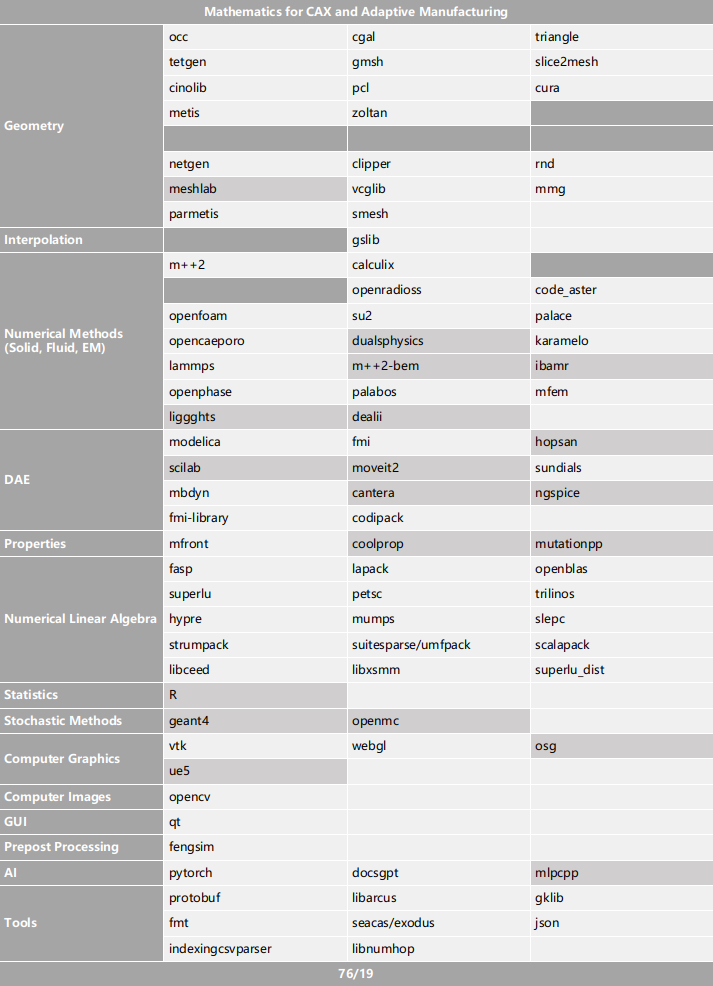 Mathematics for CAX and Adaptive Manufacturing
Geometry
occ cgal triangle
tetgen gmsh slice2mesh
cinolib pcl cura
metis zoltan
netgen clipper rnd
meshlab vcglib mmg
parmetis smesh
Interpolation gslib
Numerical Methods
(Solid, Fluid, EM)
m++2 calculix
openradioss code_aster
openfoam su2 palace
opencaeporo dualsphysics karamelo
lammps m++2-bem ibamr
openphase palabos mfem
liggghts dealii
DAE
modelica fmi hopsan
scilab moveit2 sundials
mbdyn cantera ngspice
fmi-library codipack
Properties mfront coolprop mutationpp
Numerical Linear Algebra
fasp lapack openblas
superlu petsc trilinos
hypre mumps slepc
strumpack suitesparse/umfpack scalapack
libceed libxsmm superlu_dist
Statistics R
Stochastic Methods geant4 openmc
Computer Graphics
vtk webgl osg
ue5
Computer Images opencv
GUI qt
Prepost Processing fengsim
AI pytorch docsgpt mlpcpp
Tools
protobuf libarcus gklib
fmt seacas/exodus json
indexingcsvparser libnumhop
76/19